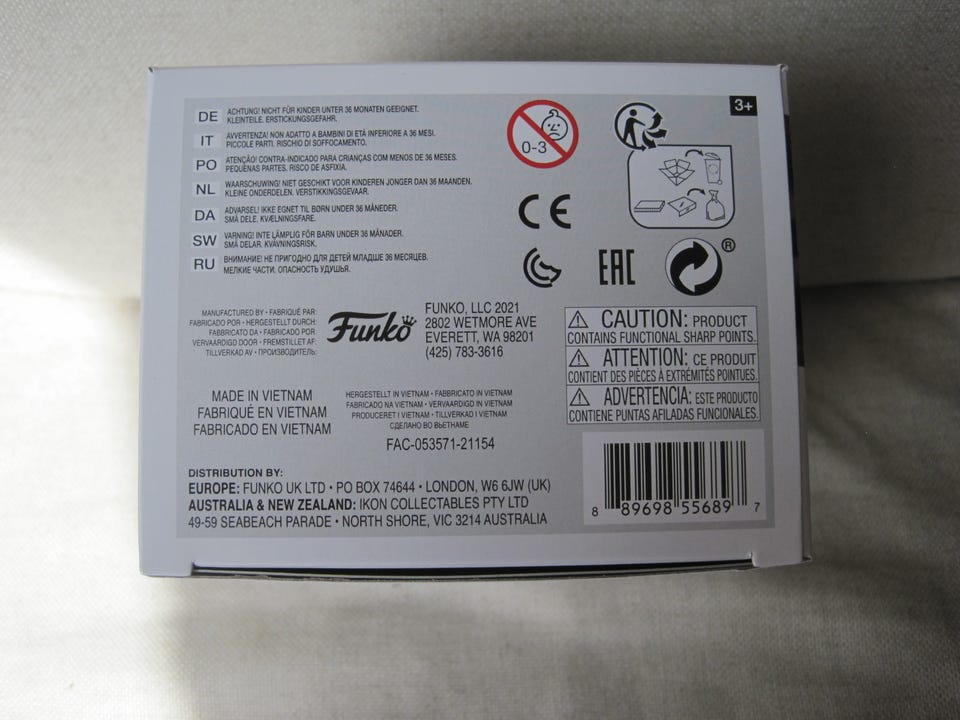 DE ACHTUNG! NICHT FÜR KINDER UNTER 36 MONATEN GEEIGNET.
KLEINTEILE. ERSTICKUNGSGEFAHR.
IT AVVERTENZA! NON ADATTO A BAMBINI DI ETÀ INFERIORE A 36 MESI.
PICCOLE PARTI. RISCHIO DI SOFFOCAMENTO.
PO ATENÇÃO! CONTRA-INDICADO PARA CRIANÇAS COM MENOS DE 36 MESES.
PEQUENAS PARTES. RISCO DE ASFIXIA.
NL WAARSCHUWING! NIET GESCHIKT VOOR KINDEREN JONGER DAN 36 MAANDEN.
KLEINE ONDERDELEN. VERSTIKKINGSGEVAAR.
DA ADVARSEL! IKKE EGNET TIL BØRN UNDER 36 MÅNEDER.
SMÅ DELE. KVÆLNINGSFARE.
SW VARNING! INTE LÄMPLIG FÖR BARN UNDER 36 MÅNADER.
SMÅ DELAR. KVÄVNINGSRISK.
RU ВНИМАНИЕ! НЕ ПРИГОДНО ДЛЯ ДЕТЕЙ МЛАДШЕ 36 МЕСЯЦЕВ.
МЕЛКИЕ ЧАСТИ. ОПАСНОСТЬ УДУШЬЯ.
0-3
3+
CE
EAC
®
MANUFACTURED BY • FABRIQUÉ PAR:
FABRICADO POR • HERGESTELLT DURCH:
FABBRICATO DA • FABRICADO POR:
VERVAARDIGD DOOR • FREMSTILLET AF:
TILLVERKAD AV • ПРОИЗВОДИТЕЛЬ:
Funko
FUNKO, LLC 2021
2802 WETMORE AVE
EVERETT, WA 98201
(425) 783-3616
CAUTION: PRODUCT
CONTAINS FUNCTIONAL SHARP POINTS.
ATTENTION: CE PRODUIT
CONTIENT DES PIÈCES À EXTRÉMITÉS POINTUES.
ADVERTENCIA: ESTE PRODUCTO
CONTIENE PUNTAS AFILADAS FUNCIONALES.
MADE IN VIETNAM
FABRIQUÉ EN VIETNAM
FABRICADO EN VIETNAM
HERGESTELLT IN VIETNAM • FABBRICATO IN VIETNAM
FABRICADO NA VIETNAM • VERVAARDIGD IN VIETNAM
PRODUCERET I VIETNAM • TILLVERKAD I VIETNAM
СДЕЛАНО ВО ВЬЕТНАМЕ
FAC-053571-21154
DISTRIBUTION BY:
EUROPE: FUNKO UK LTD • PO BOX 74644 • LONDON, W6 6JW (UK)
AUSTRALIA & NEW ZEALAND: IKON COLLECTABLES PTY LTD
49-59 SEABEACH PARADE • NORTH SHORE, VIC 3214 AUSTRALIA
8 89698 55689 7